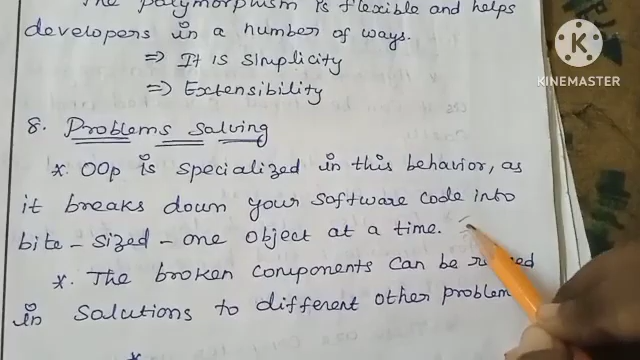 The polymorphism is flexible and helps
developers in a number of ways.
⇒ It is simplicity
⇒ Extensibility
8. Problems Solving
* OOp is specialized in this behavior, as
it breaks down your software code into
bite-sized-one object at a time.
* The broken components can be
in solutions to different other problem
KINEMASTER